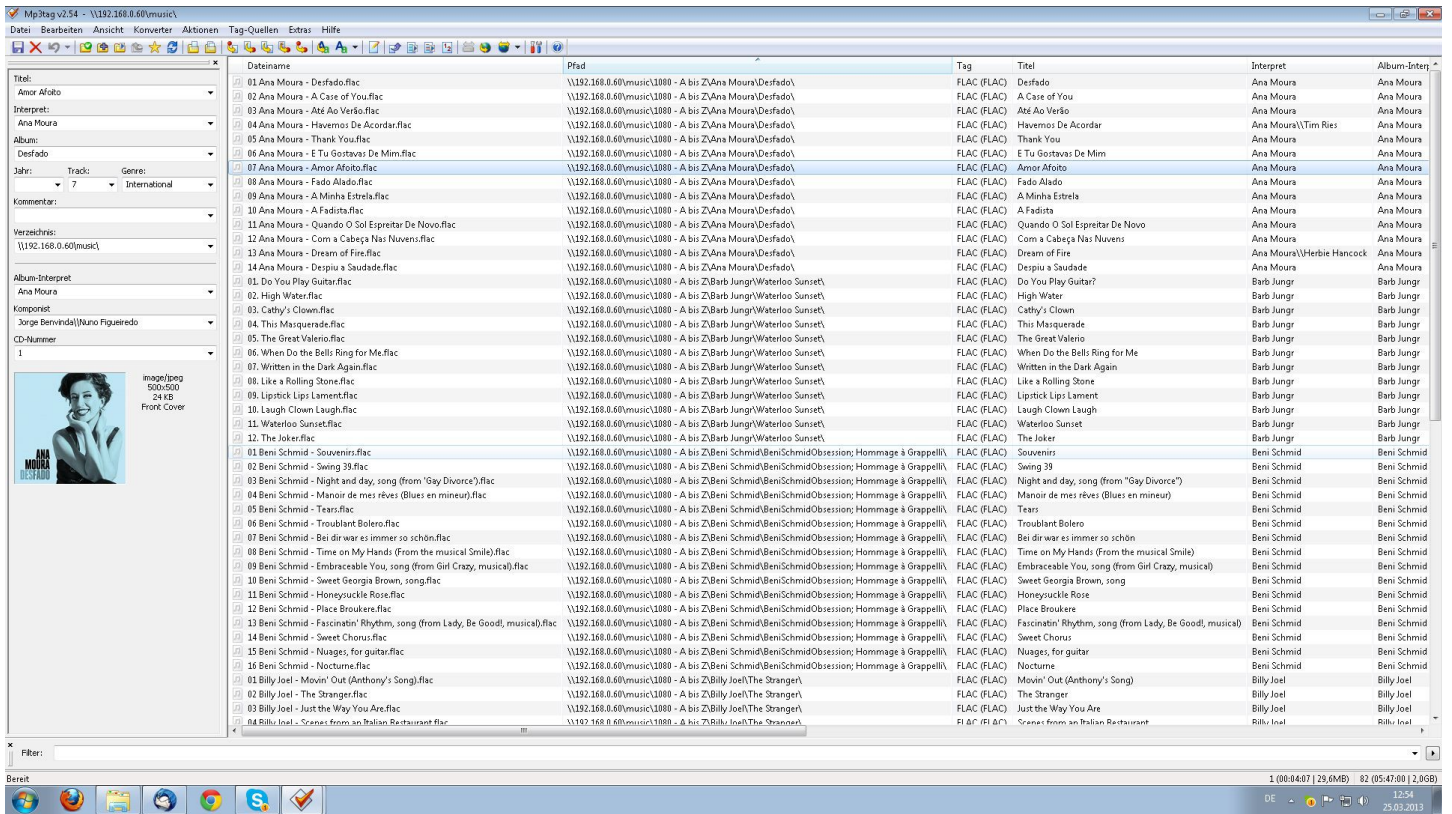 Mp3tag v2.54 - \\192.168.0.60\music\
Datei Bearbeiten Ansicht Konverter Aktionen Tag-Quellen Extras Hilfe
Titel:
Amor Afoito
Interpret:
Ana Moura
Album:
Desfado
Jahr: Track: Genre:
7 International
Kommentar:
Verzeichnis:
\\192.168.0.60\music\
Album-Interpret
Ana Moura
Komponist
Jorge Benvinda\\Nuno Figueiredo
CD-Nummer
1
image/jpeg
500x500
24 KB
Front Cover
ANA
MOURA
DESFADO
Dateiname Pfad Tag Titel Interpret Album-Interp
01 Ana Moura - Desfado.flac \\192.168.0.60\music\1080 - A bis Z\Ana Moura\Desfado\ FLAC (FLAC) Desfado Ana Moura Ana Moura
02 Ana Moura - A Case of You.flac \\192.168.0.60\music\1080 - A bis Z\Ana Moura\Desfado\ FLAC (FLAC) A Case of You Ana Moura Ana Moura
03 Ana Moura - Até Ao Verão.flac \\192.168.0.60\music\1080 - A bis Z\Ana Moura\Desfado\ FLAC (FLAC) Até Ao Verão Ana Moura Ana Moura
04 Ana Moura - Havemos De Acordar.flac \\192.168.0.60\music\1080 - A bis Z\Ana Moura\Desfado\ FLAC (FLAC) Havemos De Acordar Ana Moura\\Tim Ries Ana Moura
05 Ana Moura - Thank You.flac \\192.168.0.60\music\1080 - A bis Z\Ana Moura\Desfado\ FLAC (FLAC) Thank You Ana Moura Ana Moura
06 Ana Moura - E Tu Gostavas De Mim.flac \\192.168.0.60\music\1080 - A bis Z\Ana Moura\Desfado\ FLAC (FLAC) E Tu Gostavas De Mim Ana Moura Ana Moura
07 Ana Moura - Amor Afoito.flac \\192.168.0.60\music\1080 - A bis Z\Ana Moura\Desfado\ FLAC (FLAC) Amor Afoito Ana Moura Ana Moura
08 Ana Moura - Fado Alado.flac \\192.168.0.60\music\1080 - A bis Z\Ana Moura\Desfado\ FLAC (FLAC) Fado Alado Ana Moura Ana Moura
09 Ana Moura - A Minha Estrela.flac \\192.168.0.60\music\1080 - A bis Z\Ana Moura\Desfado\ FLAC (FLAC) A Minha Estrela Ana Moura Ana Moura
10 Ana Moura - A Fadista.flac \\192.168.0.60\music\1080 - A bis Z\Ana Moura\Desfado\ FLAC (FLAC) A Fadista Ana Moura Ana Moura
11 Ana Moura - Quando O Sol Espreitar De Novo.flac \\192.168.0.60\music\1080 - A bis Z\Ana Moura\Desfado\ FLAC (FLAC) Quando O Sol Espreitar De Novo Ana Moura Ana Moura
12 Ana Moura - Com a Cabeça Nas Nuvens.flac \\192.168.0.60\music\1080 - A bis Z\Ana Moura\Desfado\ FLAC (FLAC) Com a Cabeça Nas Nuvens Ana Moura Ana Moura
13 Ana Moura - Dream of Fire.flac \\192.168.0.60\music\1080 - A bis Z\Ana Moura\Desfado\ FLAC (FLAC) Dream of Fire Ana Moura\\Herbie Hancock Ana Moura
14 Ana Moura - Despiu a Saudade.flac \\192.168.0.60\music\1080 - A bis Z\Ana Moura\Desfado\ FLAC (FLAC) Despiu a Saudade Ana Moura Ana Moura
01. Do You Play Guitar.flac \\192.168.0.60\music\1080 - A bis Z\Barb Jungr\Waterloo Sunset\ FLAC (FLAC) Do You Play Guitar? Barb Jungr Barb Jungr
02. High Water.flac \\192.168.0.60\music\1080 - A bis Z\Barb Jungr\Waterloo Sunset\ FLAC (FLAC) High Water Barb Jungr Barb Jungr
03. Cathy's Clown.flac \\192.168.0.60\music\1080 - A bis Z\Barb Jungr\Waterloo Sunset\ FLAC (FLAC) Cathy's Clown Barb Jungr Barb Jungr
04. This Masquerade.flac \\192.168.0.60\music\1080 - A bis Z\Barb Jungr\Waterloo Sunset\ FLAC (FLAC) This Masquerade Barb Jungr Barb Jungr
05. The Great Valerio.flac \\192.168.0.60\music\1080 - A bis Z\Barb Jungr\Waterloo Sunset\ FLAC (FLAC) The Great Valerio Barb Jungr Barb Jungr
06. When Do the Bells Ring for Me.flac \\192.168.0.60\music\1080 - A bis Z\Barb Jungr\Waterloo Sunset\ FLAC (FLAC) When Do the Bells Ring for Me Barb Jungr Barb Jungr
07. Written in the Dark Again.flac \\192.168.0.60\music\1080 - A bis Z\Barb Jungr\Waterloo Sunset\ FLAC (FLAC) Written in the Dark Again Barb Jungr Barb Jungr
08. Like a Rolling Stone.flac \\192.168.0.60\music\1080 - A bis Z\Barb Jungr\Waterloo Sunset\ FLAC (FLAC) Like a Rolling Stone Barb Jungr Barb Jungr
09. Lipstick Lips Lament.flac \\192.168.0.60\music\1080 - A bis Z\Barb Jungr\Waterloo Sunset\ FLAC (FLAC) Lipstick Lips Lament Barb Jungr Barb Jungr
10. Laugh Clown Laugh.flac \\192.168.0.60\music\1080 - A bis Z\Barb Jungr\Waterloo Sunset\ FLAC (FLAC) Laugh Clown Laugh Barb Jungr Barb Jungr
11. Waterloo Sunset.flac \\192.168.0.60\music\1080 - A bis Z\Barb Jungr\Waterloo Sunset\ FLAC (FLAC) Waterloo Sunset Barb Jungr Barb Jungr
12. The Joker.flac \\192.168.0.60\music\1080 - A bis Z\Barb Jungr\Waterloo Sunset\ FLAC (FLAC) The Joker Barb Jungr Barb Jungr
01 Beni Schmid - Souvenirs.flac \\192.168.0.60\music\1080 - A bis Z\Beni Schmid\BeniSchmidObsession; Hommage à Grappelli\ FLAC (FLAC) Souvenirs Beni Schmid Beni Schmid
02 Beni Schmid - Swing 39.flac \\192.168.0.60\music\1080 - A bis Z\Beni Schmid\BeniSchmidObsession; Hommage à Grappelli\ FLAC (FLAC) Swing 39 Beni Schmid Beni Schmid
03 Beni Schmid - Night and day, song (from 'Gay Divorce').flac \\192.168.0.60\music\1080 - A bis Z\Beni Schmid\BeniSchmidObsession; Hommage à Grappelli\ FLAC (FLAC) Night and day, song (from "Gay Divorce") Beni Schmid Beni Schmid
04 Beni Schmid - Manoir de mes rêves (Blues en mineur).flac \\192.168.0.60\music\1080 - A bis Z\Beni Schmid\BeniSchmidObsession; Hommage à Grappelli\ FLAC (FLAC) Manoir de mes rêves (Blues en mineur) Beni Schmid Beni Schmid
05 Beni Schmid - Tears.flac \\192.168.0.60\music\1080 - A bis Z\Beni Schmid\BeniSchmidObsession; Hommage à Grappelli\ FLAC (FLAC) Tears Beni Schmid Beni Schmid
06 Beni Schmid - Troublant Bolero.flac \\192.168.0.60\music\1080 - A bis Z\Beni Schmid\BeniSchmidObsession; Hommage à Grappelli\ FLAC (FLAC) Troublant Bolero Beni Schmid Beni Schmid
07 Beni Schmid - Bei dir war es immer so schön.flac \\192.168.0.60\music\1080 - A bis Z\Beni Schmid\BeniSchmidObsession; Hommage à Grappelli\ FLAC (FLAC) Bei dir war es immer so schön Beni Schmid Beni Schmid
08 Beni Schmid - Time on My Hands (From the musical Smile).flac \\192.168.0.60\music\1080 - A bis Z\Beni Schmid\BeniSchmidObsession; Hommage à Grappelli\ FLAC (FLAC) Time on My Hands (From the musical Smile) Beni Schmid Beni Schmid
09 Beni Schmid - Embraceable You, song (from Girl Crazy, musical).flac \\192.168.0.60\music\1080 - A bis Z\Beni Schmid\BeniSchmidObsession; Hommage à Grappelli\ FLAC (FLAC) Embraceable You, song (from Girl Crazy, musical) Beni Schmid Beni Schmid
10 Beni Schmid - Sweet Georgia Brown, song.flac \\192.168.0.60\music\1080 - A bis Z\Beni Schmid\BeniSchmidObsession; Hommage à Grappelli\ FLAC (FLAC) Sweet Georgia Brown, song Beni Schmid Beni Schmid
11 Beni Schmid - Honeysuckle Rose.flac \\192.168.0.60\music\1080 - A bis Z\Beni Schmid\BeniSchmidObsession; Hommage à Grappelli\ FLAC (FLAC) Honeysuckle Rose Beni Schmid Beni Schmid
12 Beni Schmid - Place Broukere.flac \\192.168.0.60\music\1080 - A bis Z\Beni Schmid\BeniSchmidObsession; Hommage à Grappelli\ FLAC (FLAC) Place Broukere Beni Schmid Beni Schmid
13 Beni Schmid - Fascinatin' Rhythm, song (from Lady, Be Good!, musical).flac \\192.168.0.60\music\1080 - A bis Z\Beni Schmid\BeniSchmidObsession; Hommage à Grappelli\ FLAC (FLAC) Fascinatin' Rhythm, song (from Lady, Be Good!, musical) Beni Schmid Beni Schmid
14 Beni Schmid - Sweet Chorus.flac \\192.168.0.60\music\1080 - A bis Z\Beni Schmid\BeniSchmidObsession; Hommage à Grappelli\ FLAC (FLAC) Sweet Chorus Beni Schmid Beni Schmid
15 Beni Schmid - Nuages, for guitar.flac \\192.168.0.60\music\1080 - A bis Z\Beni Schmid\BeniSchmidObsession; Hommage à Grappelli\ FLAC (FLAC) Nuages, for guitar Beni Schmid Beni Schmid
16 Beni Schmid - Nocturne.flac \\192.168.0.60\music\1080 - A bis Z\Beni Schmid\BeniSchmidObsession; Hommage à Grappelli\ FLAC (FLAC) Nocturne Beni Schmid Beni Schmid
01 Billy Joel - Movin' Out (Anthony's Song).flac \\192.168.0.60\music\1080 - A bis Z\Billy Joel\The Stranger\ FLAC (FLAC) Movin' Out (Anthony's Song) Billy Joel Billy Joel
02 Billy Joel - The Stranger.flac \\192.168.0.60\music\1080 - A bis Z\Billy Joel\The Stranger\ FLAC (FLAC) The Stranger Billy Joel Billy Joel
03 Billy Joel - Just the Way You Are.flac \\192.168.0.60\music\1080 - A bis Z\Billy Joel\The Stranger\ FLAC (FLAC) Just the Way You Are Billy Joel Billy Joel
04 Billy Joel - Scenes from an Italian Restaurant.flac \\192.168.0.60\music\1080 - A bis Z\Billy Joel\The Stranger\ FLAC (FLAC) Scenes from an Italian Restaurant Billy Joel Billy Joel
Filter:
Bereit 1 (00:04:07 | 29,6MB) 82 (05:47:00 | 2,0GB)
DE 12:54
25.03.2013